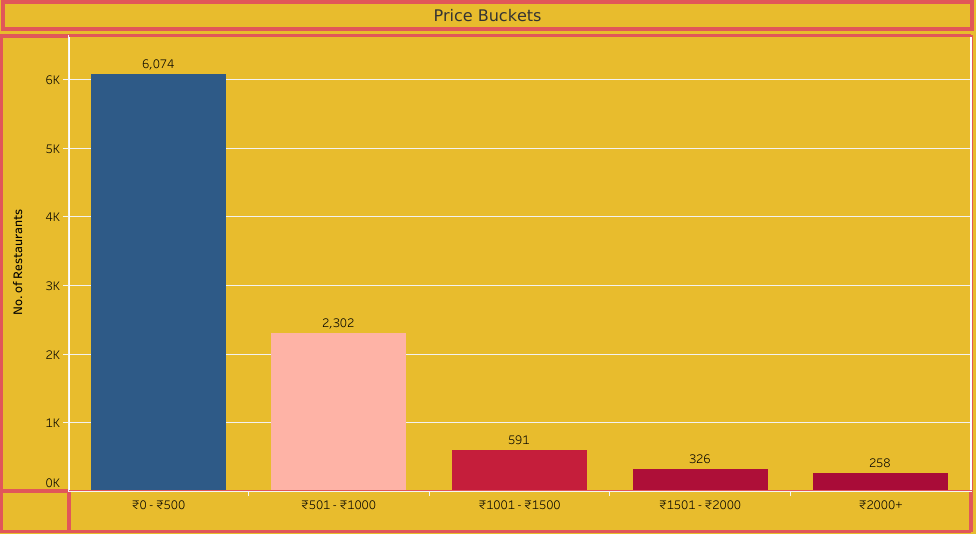 Price Buckets
No. of Restaurants
6K
5K
4K
3K
2K
1K
0K
6,074
2,302
591
326
258
₹0 - ₹500
₹501 - ₹1000
₹1001 - ₹1500
₹1501 - ₹2000
₹2000+